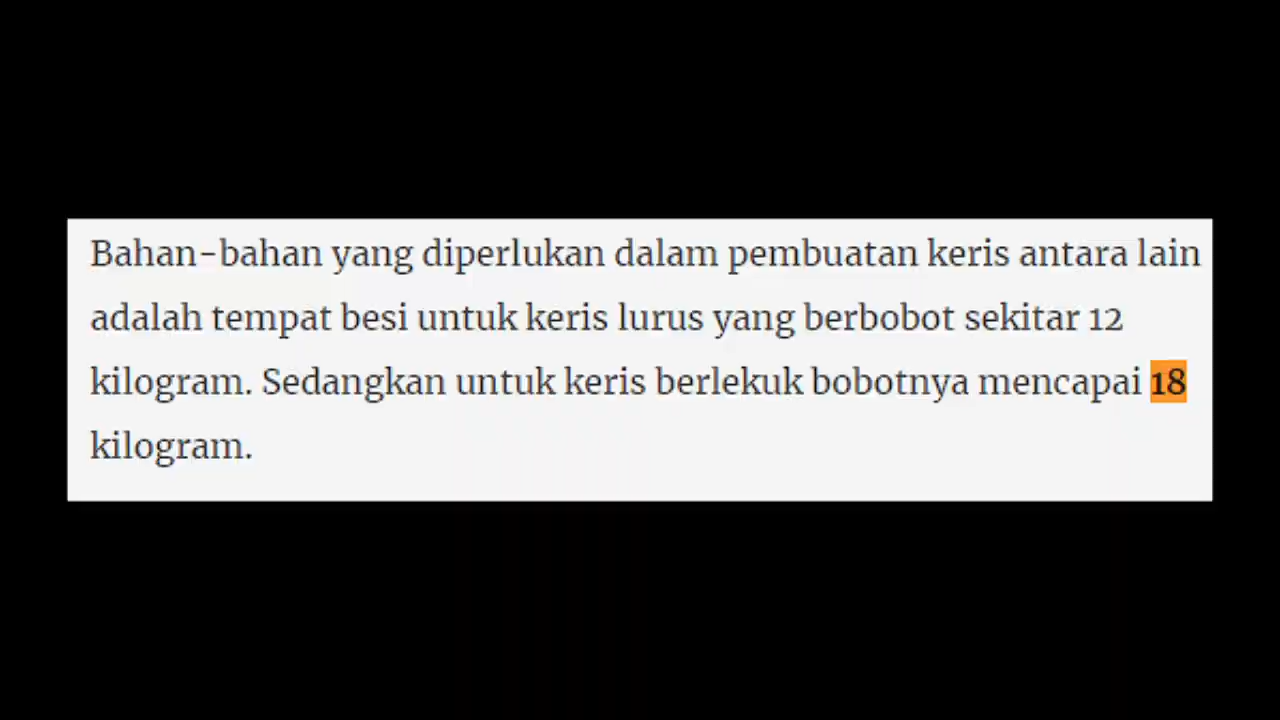 Bahan-bahan yang diperlukan dalam pembuatan keris antara lain
adalah tempat besi untuk keris lurus yang berbobot sekitar 12
kilogram. Sedangkan untuk keris berlekuk bobotnya mencapai 18
kilogram.